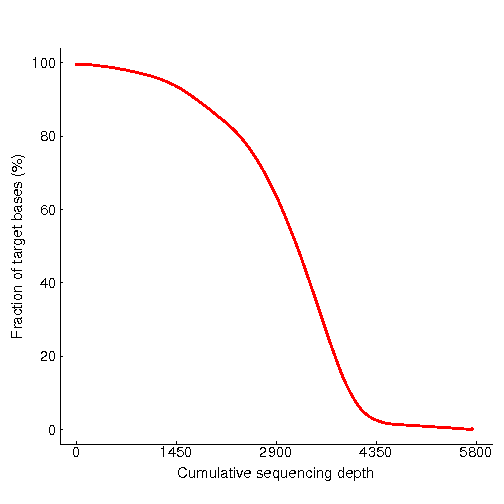 Fraction of target bases (%)
100
80
60
40
20
0
0 1450 2900 4350 5800
Cumulative sequencing depth